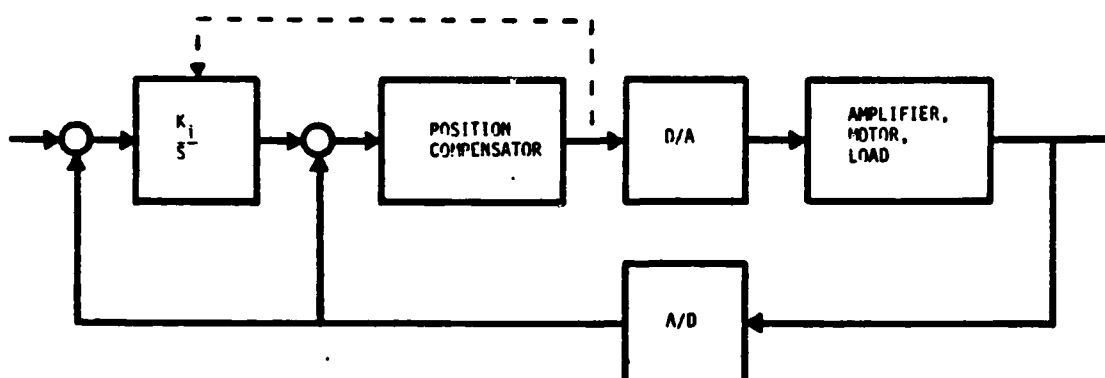 K_i
S
POSITION
COMPENSATOR
D/A
AMPLIFIER,
MOTOR,
LOAD
A/D